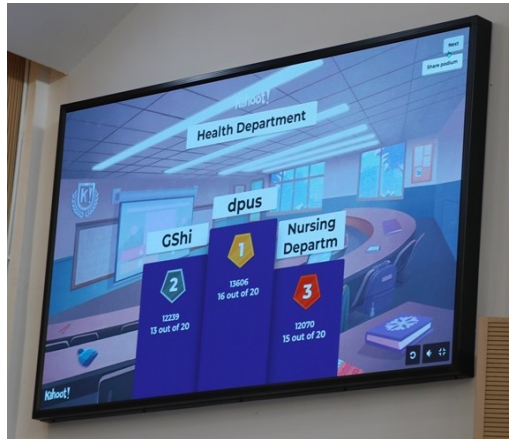 Next
Share podium
Kahoot!
Health Department
dpus
GShi
Nursing
Departm
1
13606
16 out of 20
2
12239
13 out of 20
3
12070
15 out of 20
K!
Kahoot!